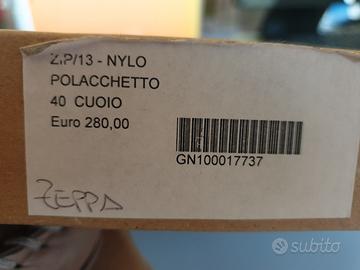 ZIP/13 - NYLO
POLACCHETTO
40 CUOIO
Euro 280,00
GN100017737
ZEPPA
subito